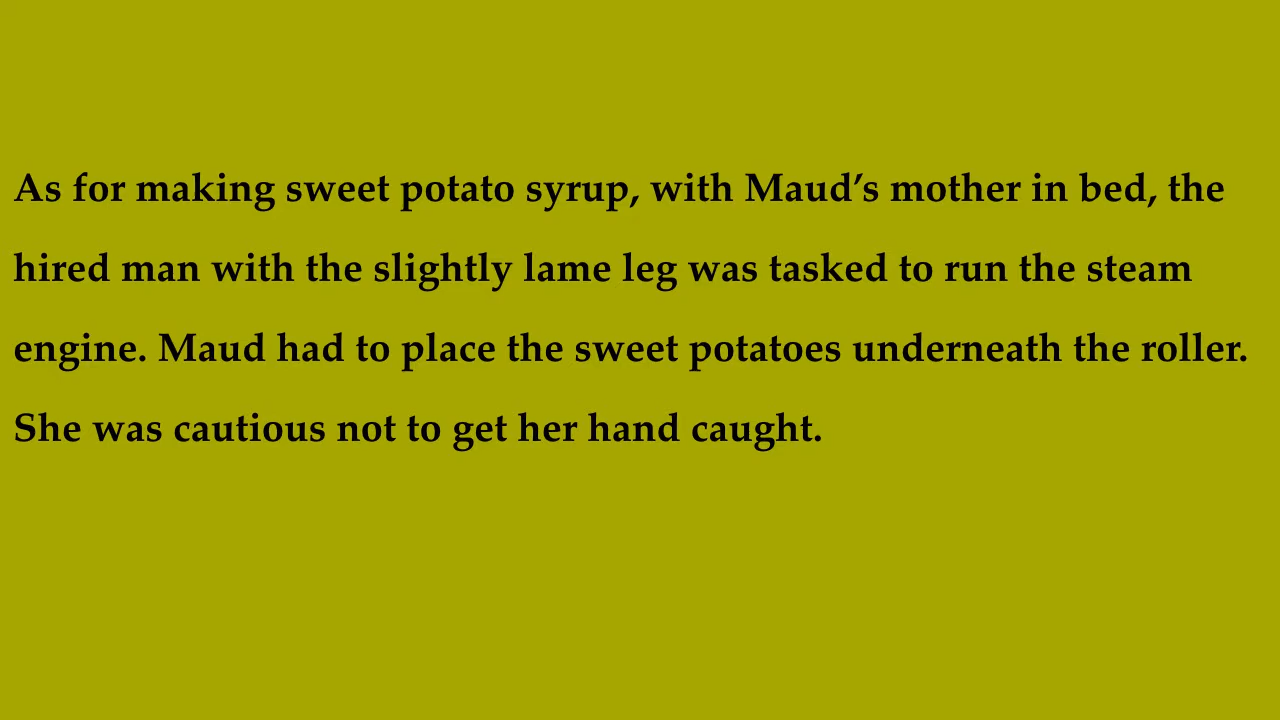 As for making sweet potato syrup, with Maud’s mother in bed, the
hired man with the slightly lame leg was tasked to run the steam
engine. Maud had to place the sweet potatoes underneath the roller.
She was cautious not to get her hand caught.